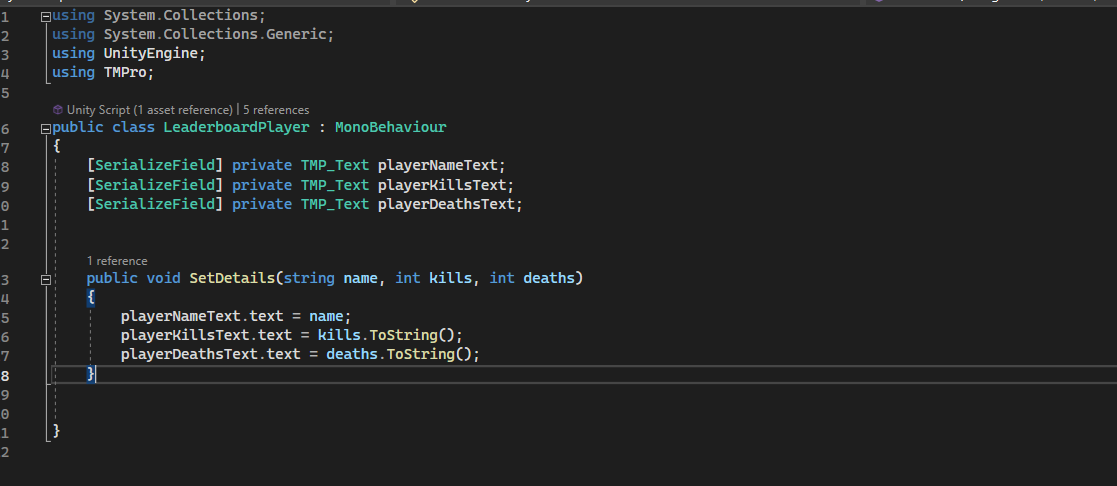 1 using System.Collections;
2 using System.Collections.Generic;
3 using UnityEngine;
4 using TMPro;
5
Unity Script (1 asset reference) | 5 references
6 public class LeaderboardPlayer : MonoBehaviour
7 {
8 [SerializeField] private TMP_Text playerNameText;
9 [SerializeField] private TMP_Text playerKillsText;
0 [SerializeField] private TMP_Text playerDeathsText;
1
2
1 reference
3 public void SetDetails(string name, int kills, int deaths)
4 {
5 playerNameText.text = name;
6 playerKillsText.text = kills.ToString();
7 playerDeathsText.text = deaths.ToString();
8 }
9
0
1 }
2